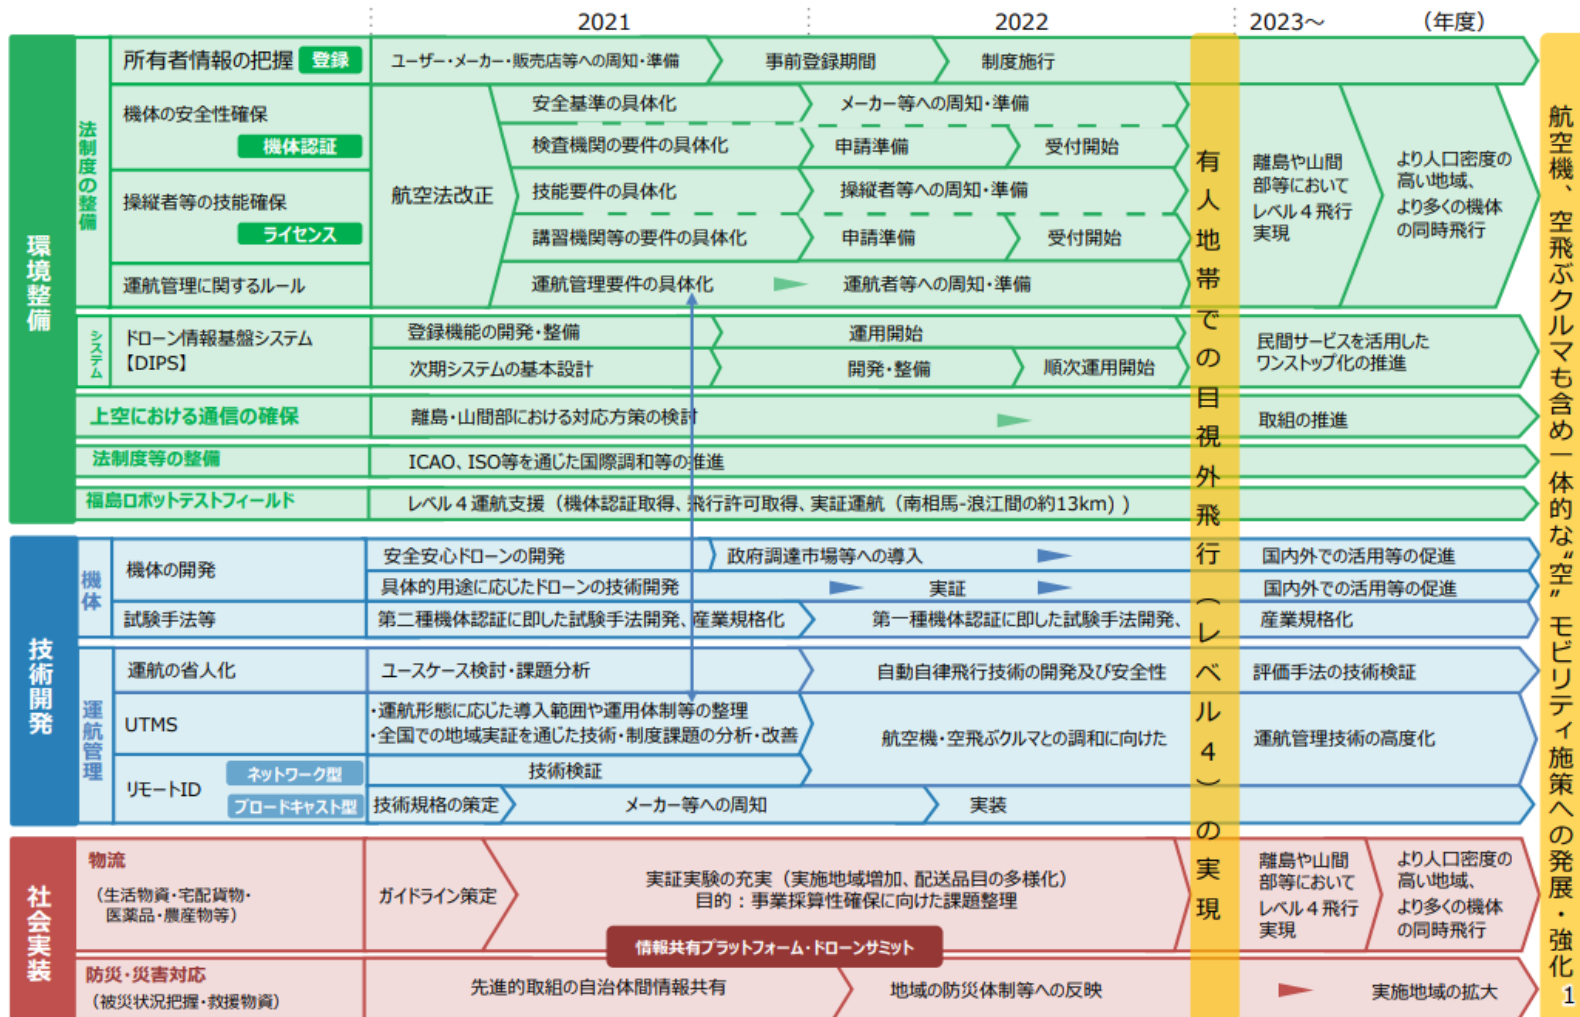 2021
2022
2023～
（年度）
環境整備
法制度の整備
所有者情報の把握
登録
ユーザー・メーカー・販売店等への周知・準備
事前登録期間
制度施行
機体の安全性確保
機体認証
操縦者等の技能確保
ライセンス
運航管理に関するルール
航空法改正
安全基準の具体化
メーカー等への周知・準備
検査機関の要件の具体化
申請準備
受付開始
技能要件の具体化
操縦者等への周知・準備
講習機関等の要件の具体化
申請準備
受付開始
運航管理要件の具体化
運航者等への周知・準備
離島や山間
部等において
レベル４飛行
実現
より人口密度の
高い地域、
より多くの機体
の同時飛行
システム
ドローン情報基盤システム
【DIPS】
登録機能の開発・整備
運用開始
次期システムの基本設計
開発・整備
順次運用開始
民間サービスを活用した
ワンストップ化の推進
上空における通信の確保
離島・山間部における対応方策の検討
取組の推進
法制度等の整備
ICAO、ISO等を通じた国際調和等の推進
福島ロボットテストフィールド
レベル４運航支援（機体認証取得、飛行許可取得、実証運航（南相馬-浪江間の約13km））
技術開発
機体
機体の開発
安全安心ドローンの開発
政府調達市場等への導入
国内外での活用等の促進
具体的用途に応じたドローンの技術開発
実証
国内外での活用等の促進
試験手法等
第二種機体認証に即した試験手法開発、産業規格化
第一種機体認証に即した試験手法開発、
産業規格化
運航管理
運航の省人化
ユースケース検討・課題分析
自動自律飛行技術の開発及び安全性
評価手法の技術検証
UTMS
・運航形態に応じた導入範囲や運用体制等の整理
・全国での地域実証を通じた技術・制度課題の分析・改善
航空機・空飛ぶクルマとの調和に向けた
運航管理技術の高度化
リモートID
ネットワーク型
技術検証
ブロードキャスト型
技術規格の策定
メーカー等への周知
実装
社会実装
物流
（生活物資・宅配貨物・
医薬品・農産物等）
ガイドライン策定
実証実験の充実（実施地域増加、配送品目の多様化）
目的：事業採算性確保に向けた課題整理
離島や山間
部等において
レベル４飛行
実現
より人口密度の
高い地域、
より多くの機体
の同時飛行
情報共有プラットフォーム・ドローンサミット
防災・災害対応
（被災状況把握・救援物資）
先進的取組の自治体間情報共有
地域の防災体制等への反映
実施地域の拡大
有人地帯での目視外飛行（レベル４）の実現
航空機、空飛ぶクルマも含め一体的な“空”モビリティ施策への発展・強化
1